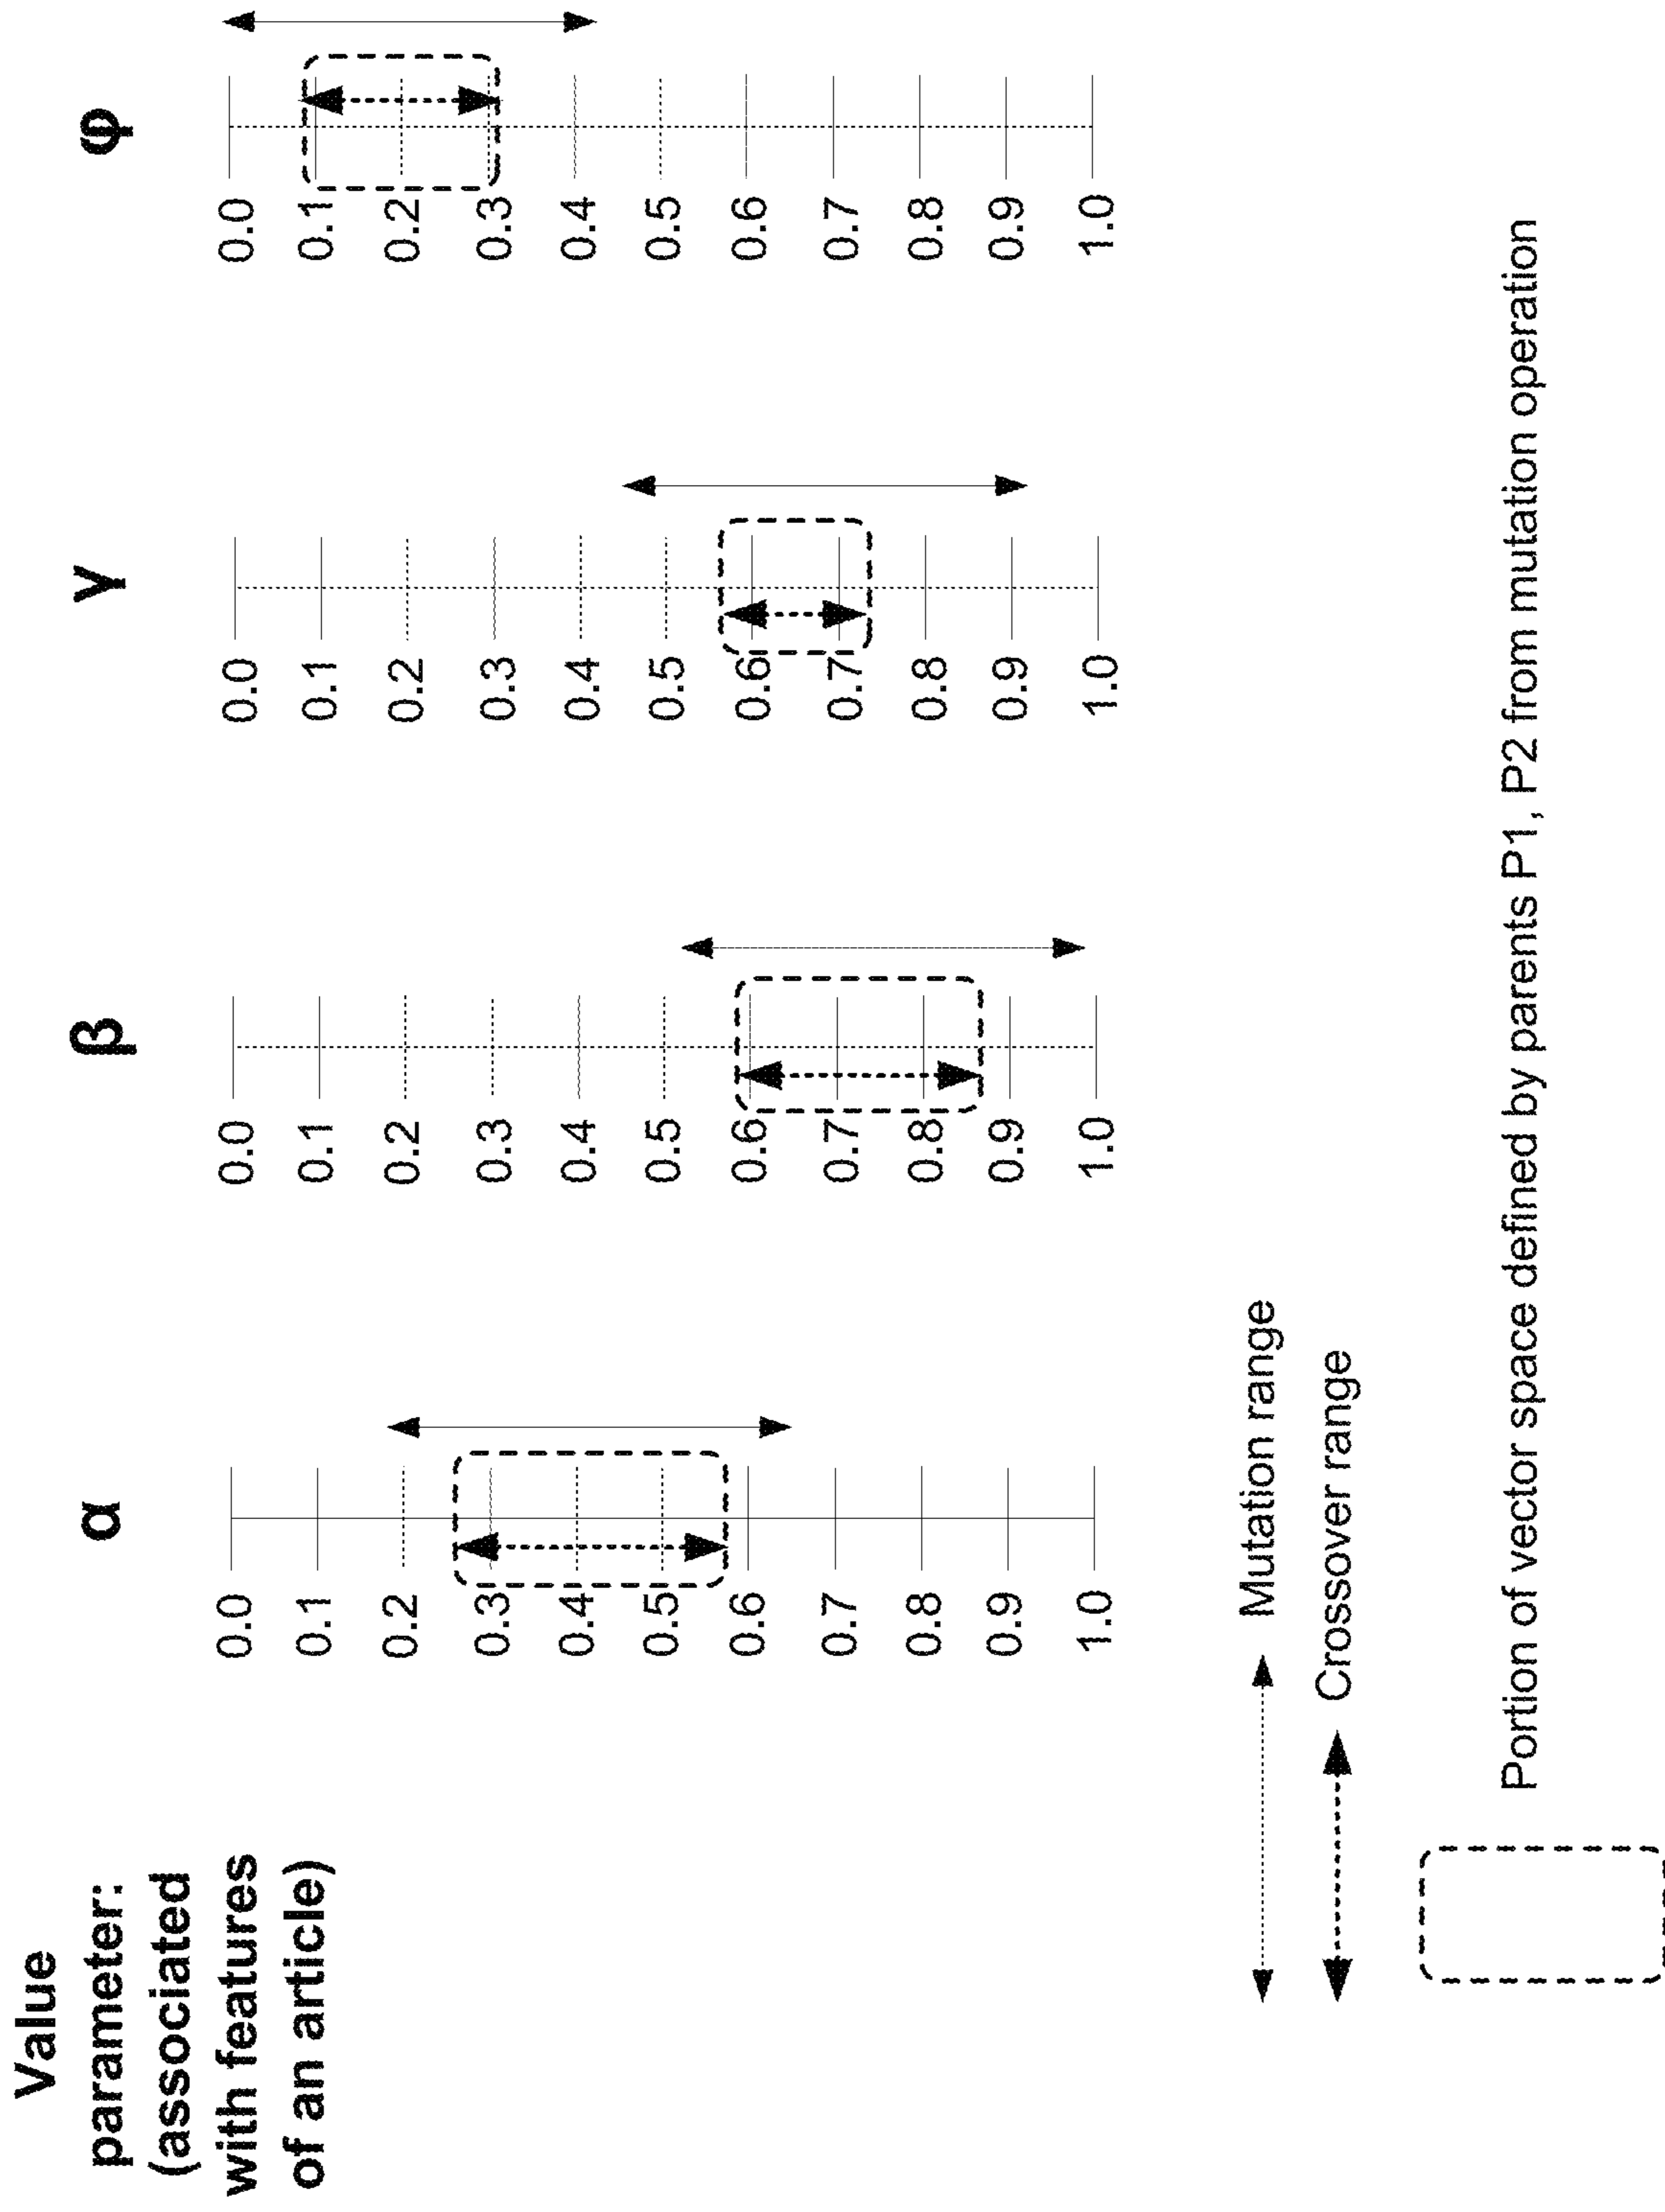 Value
parameter:
(associated
with features
of an article)
α β γ φ
0.0 0.0 0.0 0.0
0.1 0.1 0.1 0.1
0.2 0.2 0.2 0.2
0.3 0.3 0.3 0.3
0.4 0.4 0.4 0.4
0.5 0.5 0.5 0.5
0.6 0.6 0.6 0.6
0.7 0.7 0.7 0.7
0.8 0.8 0.8 0.8
0.9 0.9 0.9 0.9
1.0 1.0 1.0 1.0
Mutation range
Crossover range
Portion of vector space defined by parents P1, P2 from mutation operation